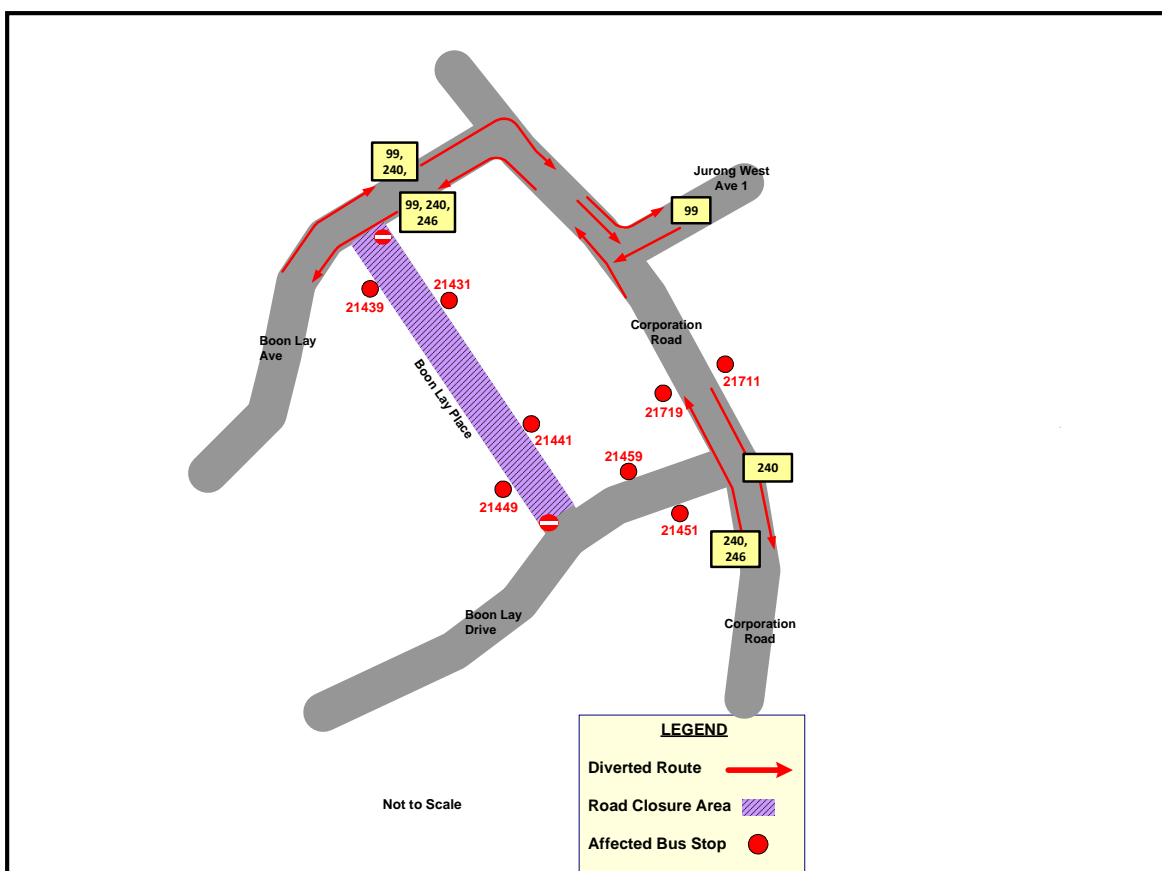 99,
240,
Jurong West
Ave 1
99, 240,
246
99
21431
21439
Corporation
Road
Boon Lay
Ave
Boon Lay Place
21711
21719
21441
21459
240
21449
21451
240,
246
Boon Lay
Drive
Corporation
Road
LEGEND
Diverted Route
Not to Scale
Road Closure Area
Affected Bus Stop